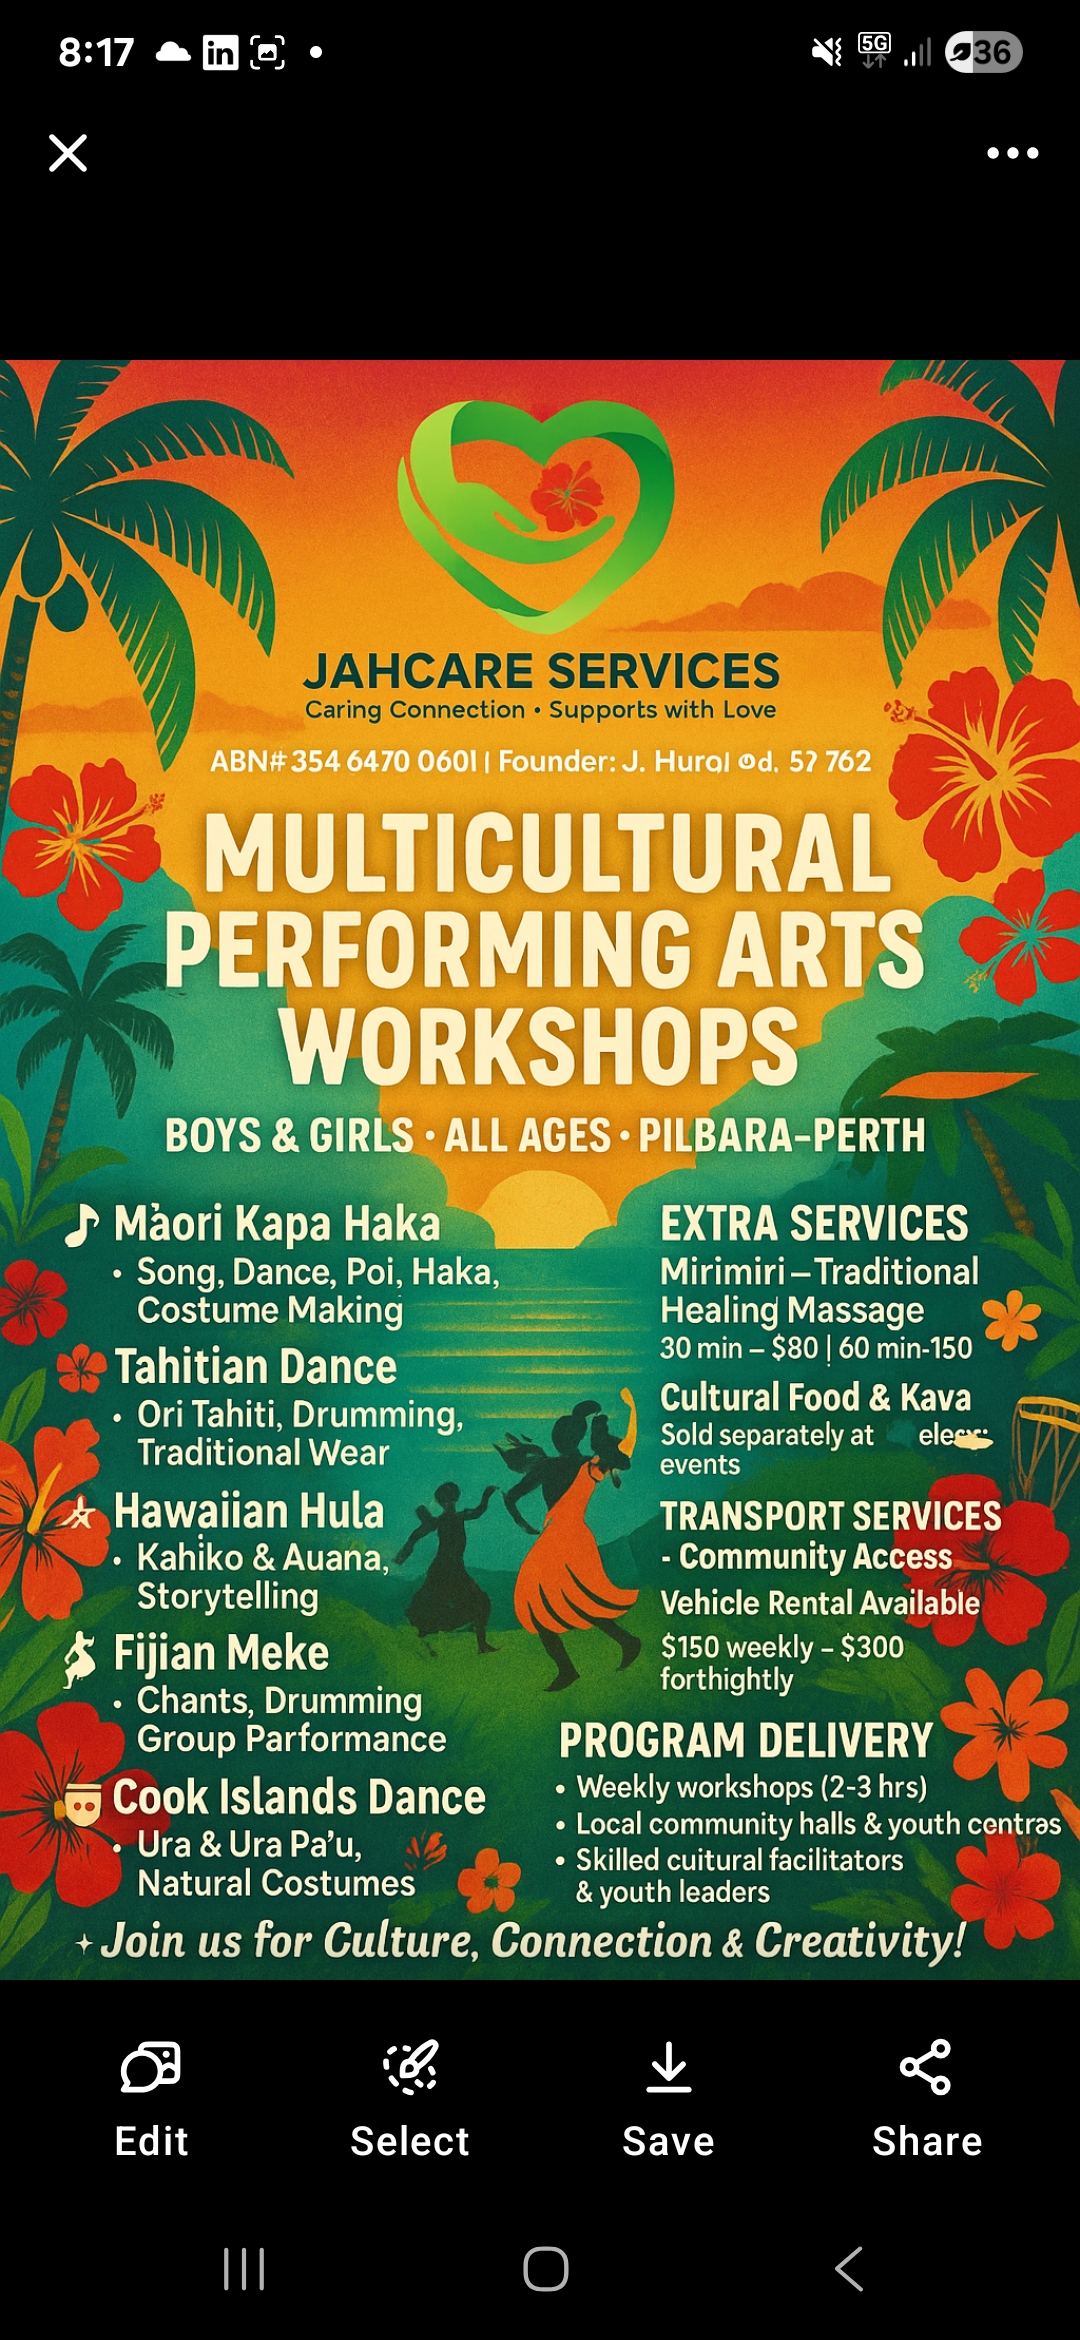 8:17
5G
36
JAHCARE SERVICES
Caring Connection • Supports with Love
ABN# 354 6470 0601 | Founder: J. 762
MULTICULTURAL
PERFORMING ARTS
WORKSHOPS
BOYS & GIRLS • ALL AGES • PILBARA-PERTH
Màori Kapa Haka
• Song, Dance, Poi, Haka,
Costume Making
Tahitian Dance
• Ori Tahiti, Drumming,
Traditional Wear
Hawaiian Hula
• Kahiko & Auana,
Storytelling
Fijian Meke
• Chants, Drumming
Group Parformance
Cook Islands Dance
• Ura & Ura Pa'u,
Natural Costumes
EXTRA SERVICES
Mirimiri – Traditional
Healing Massage
30 min – $80 | 60 min-150
Cultural Food & Kava
Sold separately at
events
TRANSPORT SERVICES
- Community Access
Vehicle Rental Available
$150 weekly – $300
forthightly
PROGRAM DELIVERY
• Weekly workshops (2-3 hrs)
• Local community halls & youth centras
• Skilled cuitural facilitators
& youth leaders
Join us for Culture, Connection & Creativity!
Edit
Select
Save
Share